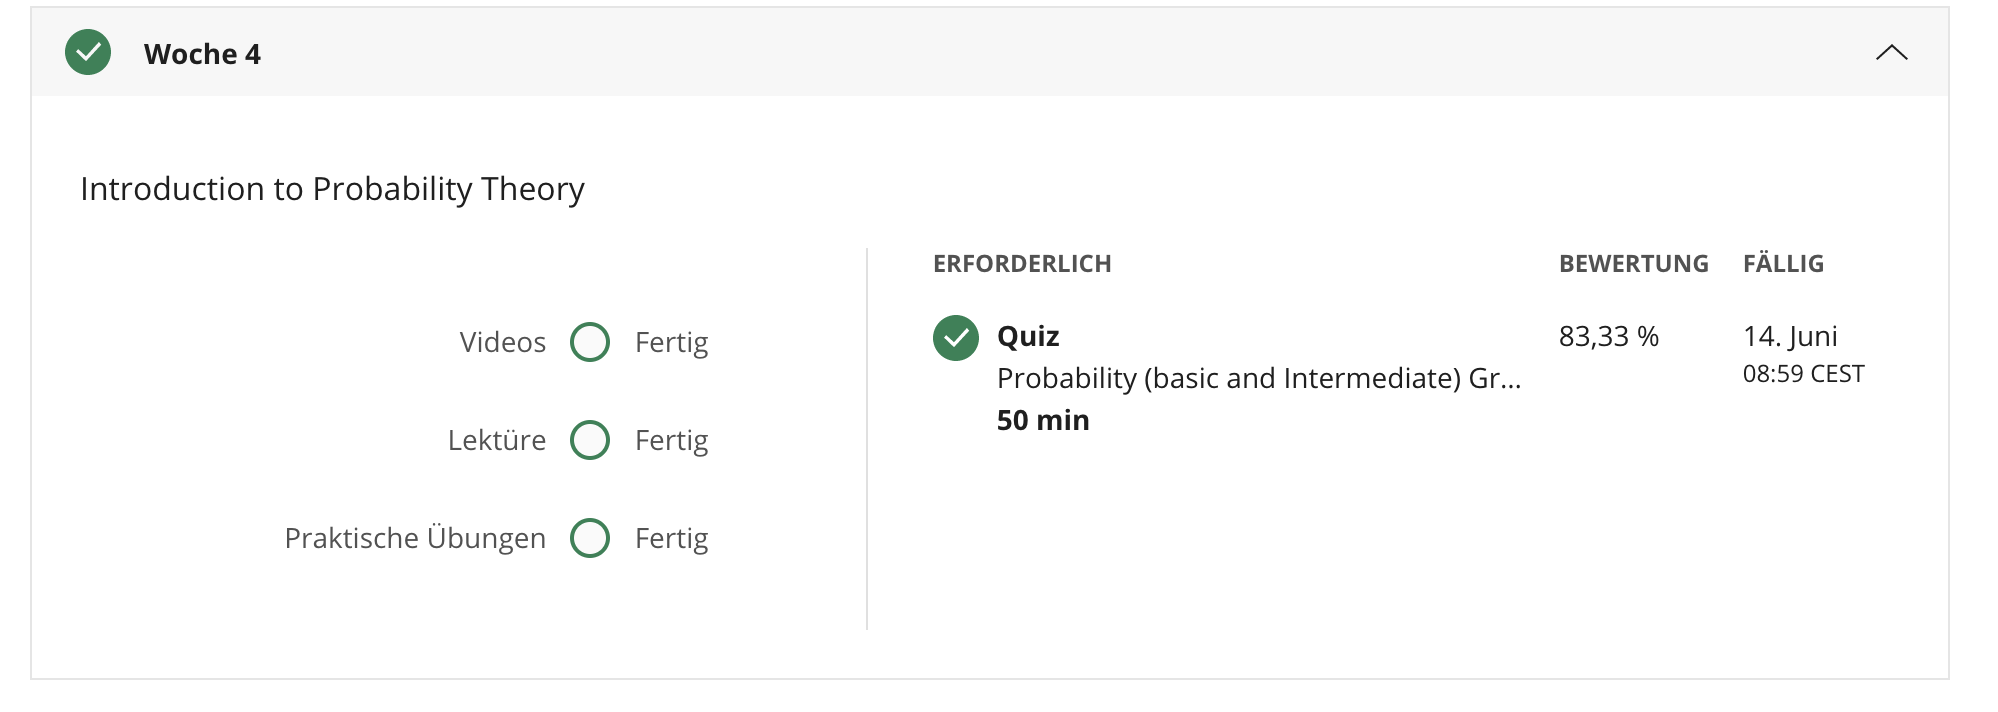 Woche 4
Introduction to Probability Theory
Videos Fertig
Lektüre Fertig
Praktische Übungen Fertig
ERFORDERLICH BEWERTUNG FÄLLIG
Quiz 83,33 % 14. Juni
Probability (basic and Intermediate) Gr... 08:59 CEST
50 min